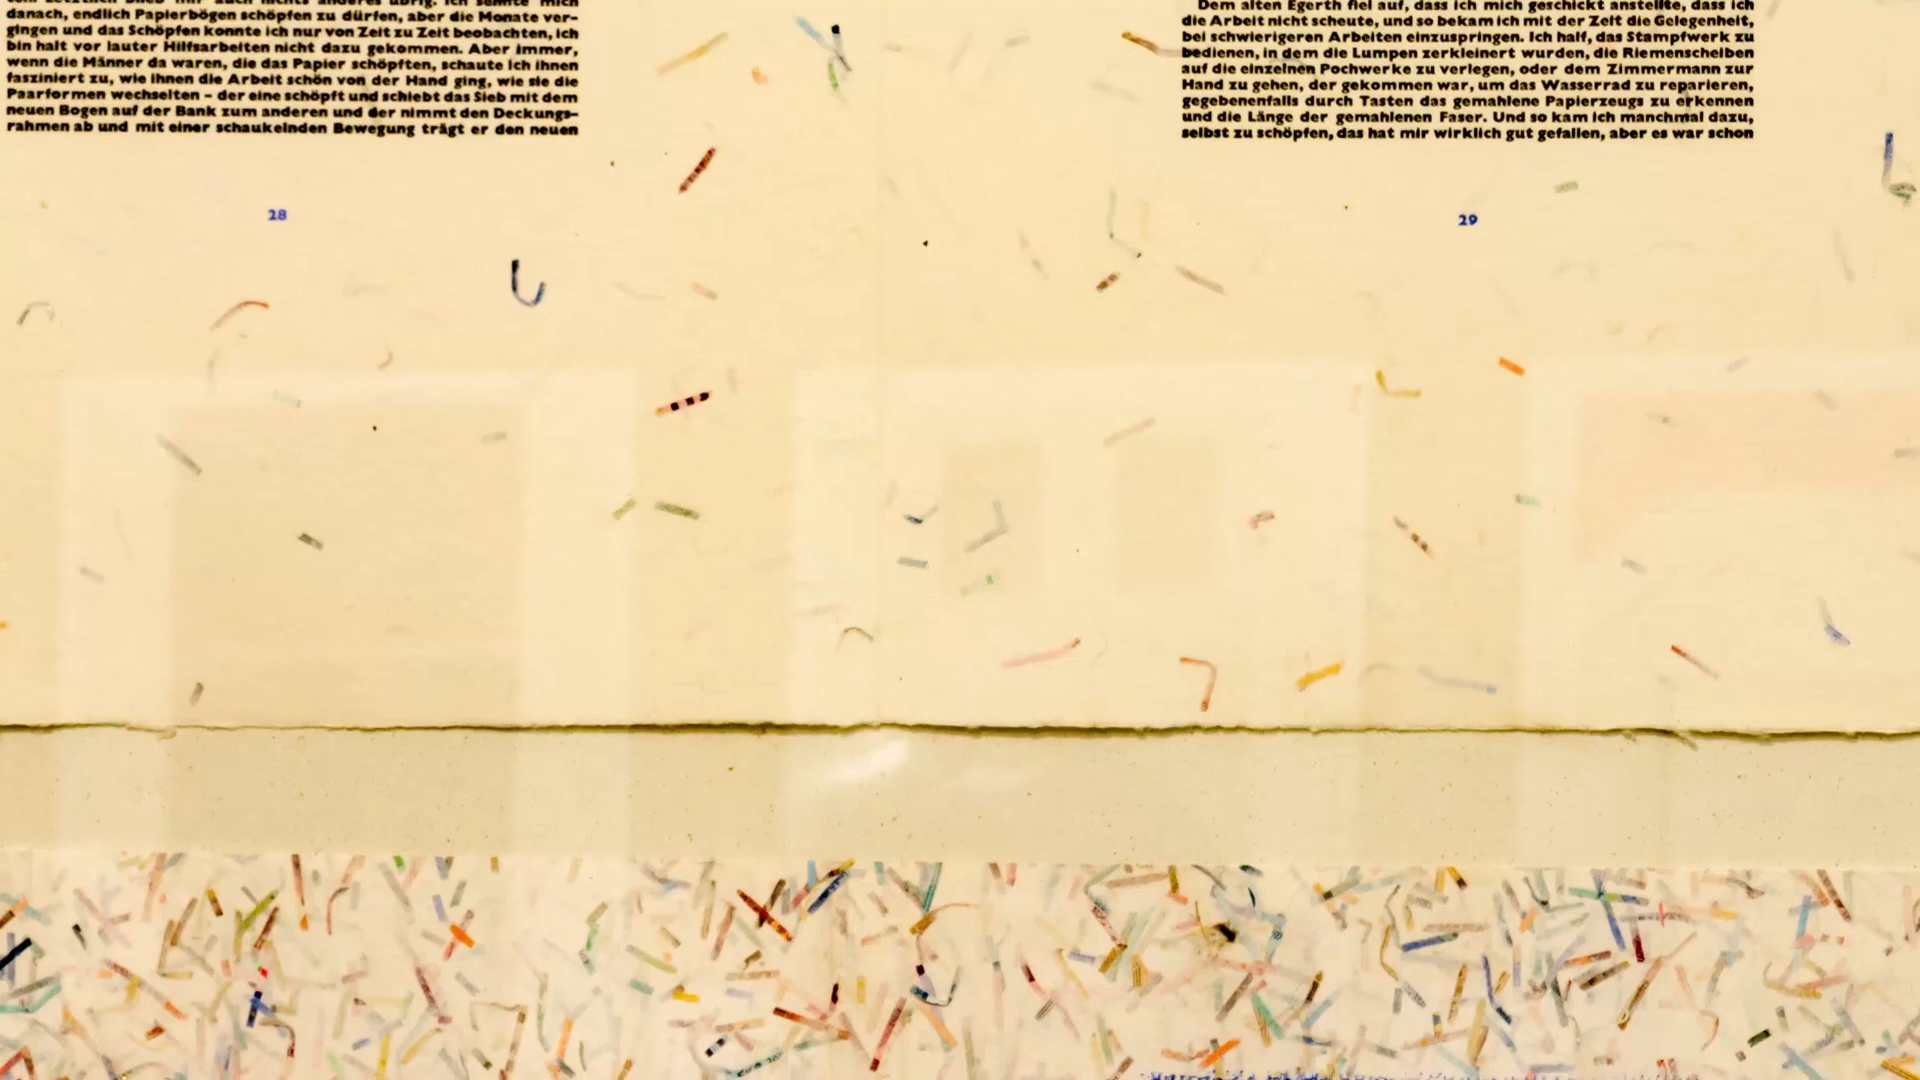 danach, endlich Papierbögen schöpfen zu dürfen, aber die Monate ver-
gingen und das Schöpfen konnte ich nur von Zeit zu Zeit beobachten, ich
bin halt vor lauter Hilfsarbeiten nicht dazu gekommen. Aber immer,
wenn die Männer da waren, die das Papier schöpften, schaute ich ihnen
fasziniert zu, wie ihnen die Arbeit schön von der Hand ging, wie sie die
Paarformen wechselten – der eine schöpft und schiebt das Sieb mit dem
neuen Bogen auf der Bank zum anderen und der nimmt den Deckungs-
rahmen ab und mit einer schaukelnden Bewegung trägt er den neuen
28
Dem alten Egerth fiel auf, dass ich mich geschickt anstellte, dass ich
die Arbeit nicht scheute, und so bekam ich mit der Zeit die Gelegenheit,
bei schwierigeren Arbeiten einzuspringen. Ich half, das Stampfwerk zu
bedienen, in dem die Lumpen zerkleinert wurden, die Riemenscheiben
auf die einzelnen Pochwerke zu verlegen, oder dem Zimmermann zur
Hand zu gehen, der gekommen war, um das Wasserrad zu reparieren,
gegebenenfalls durch Tasten das gemahlene Papierzeugs zu erkennen
und die Länge der gemahlenen Faser. Und so kam ich manchmal dazu,
selbst zu schöpfen, das hat mir wirklich gut gefallen, aber es war schon
29